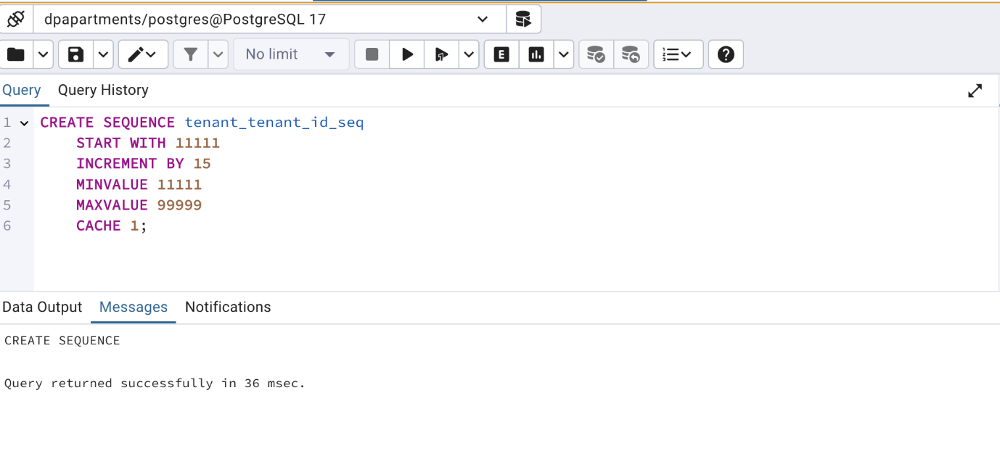 dpapartments/postgres@PostgreSQL 17
No limit
E
Query Query History
1 CREATE SEQUENCE tenant_tenant_id_seq
2 START WITH 11111
3 INCREMENT BY 15
4 MINVALUE 11111
5 MAXVALUE 99999
6 CACHE 1;
Data Output Messages Notifications
CREATE SEQUENCE
Query returned successfully in 36 msec.